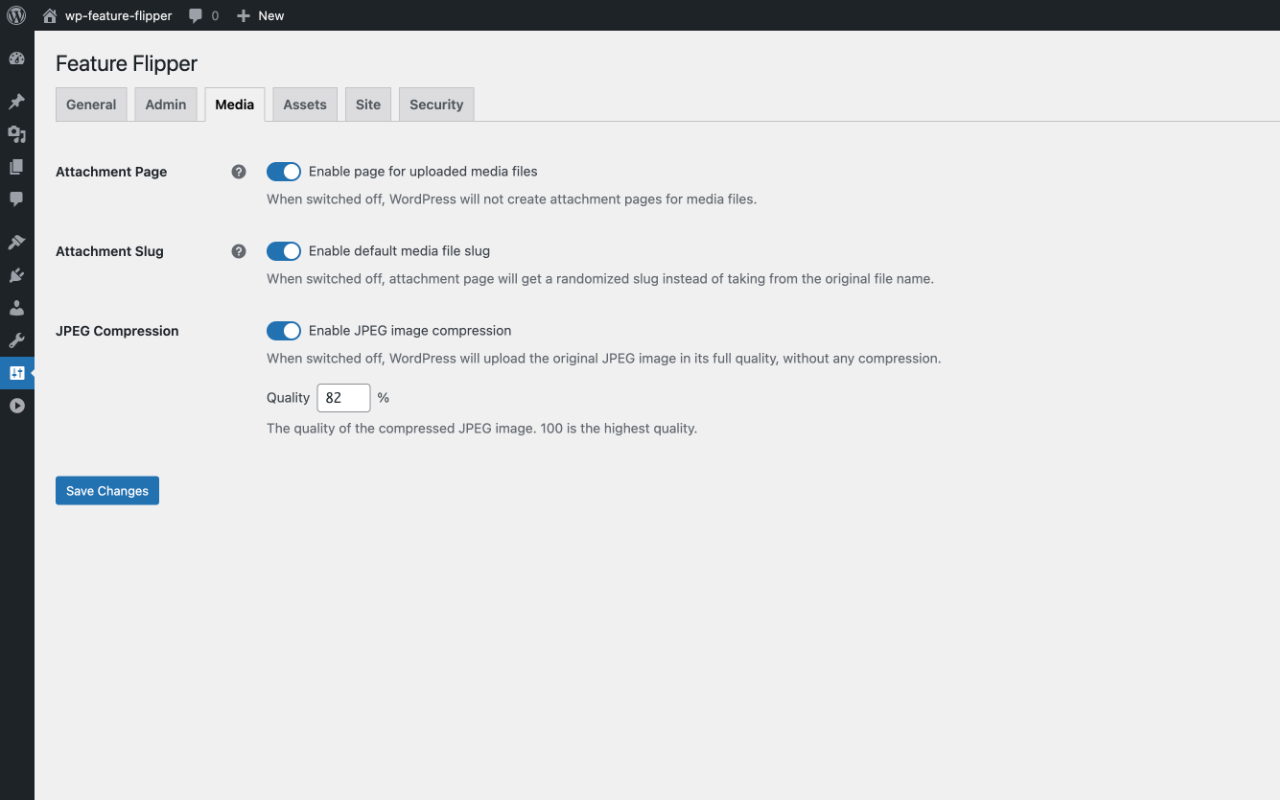 wp-feature-flipper 0 New
Feature Flipper
General Admin Media Assets Site Security
Attachment Page ? Enable page for uploaded media files
When switched off, WordPress will not create attachment pages for media files.
Attachment Slug ? Enable default media file slug
When switched off, attachment page will get a randomized slug instead of taking from the original file name.
JPEG Compression Enable JPEG image compression
When switched off, WordPress will upload the original JPEG image in its full quality, without any compression.
Quality 82 %
The quality of the compressed JPEG image. 100 is the highest quality.
Save Changes